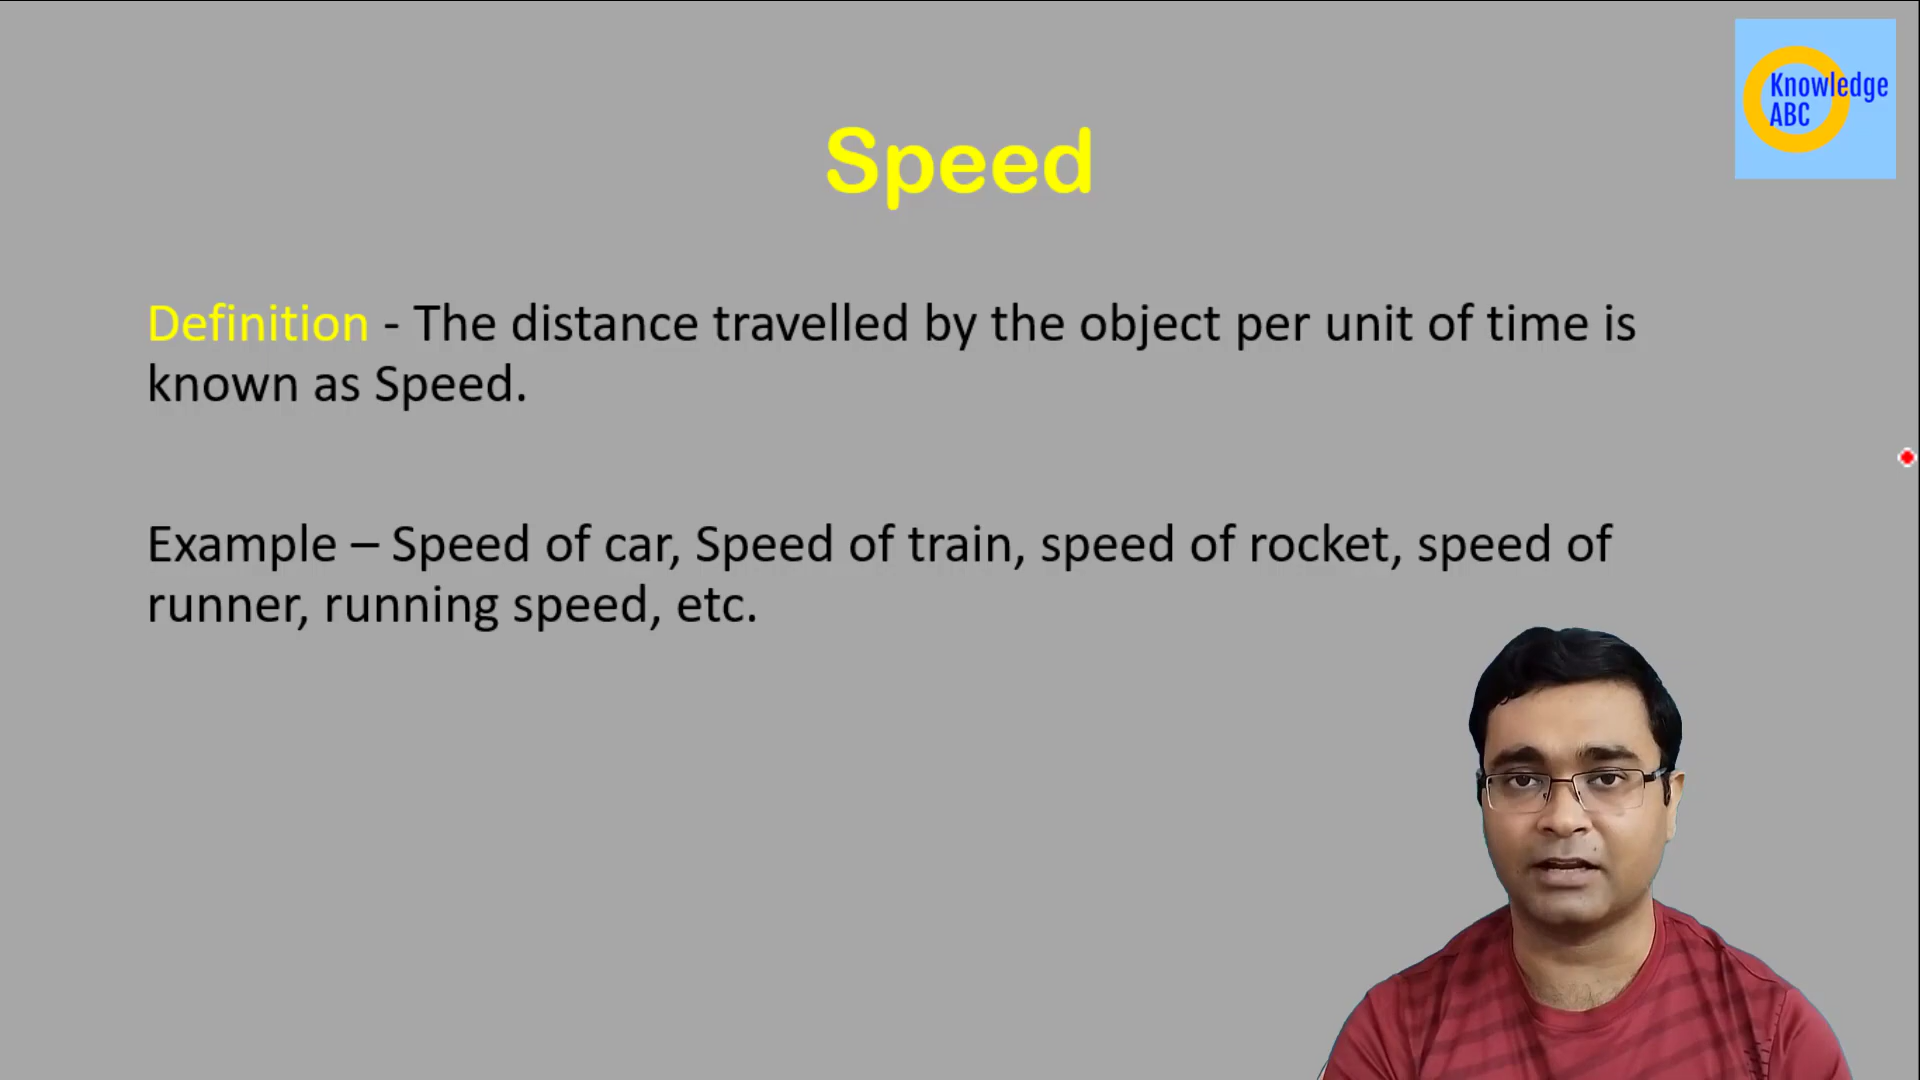 Knowledge
ABC
Speed
Definition - The distance travelled by the object per unit of time is
known as Speed.
Example – Speed of car, Speed of train, speed of rocket, speed of
runner, running speed, etc.